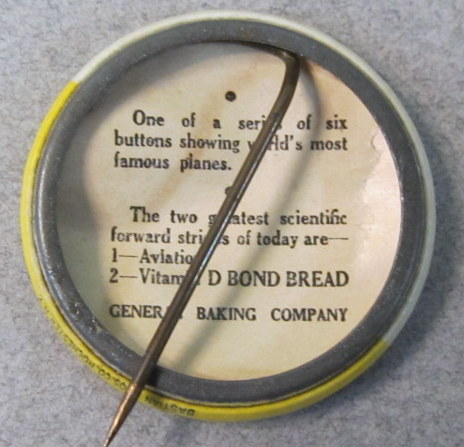 One of a series of six
buttons showing world's most
famous planes.
The two greatest scientific
forward strides of today are—
1—Aviation
2—Vitamin D BOND BREAD
GENERAL BAKING COMPANY
BASTIAN